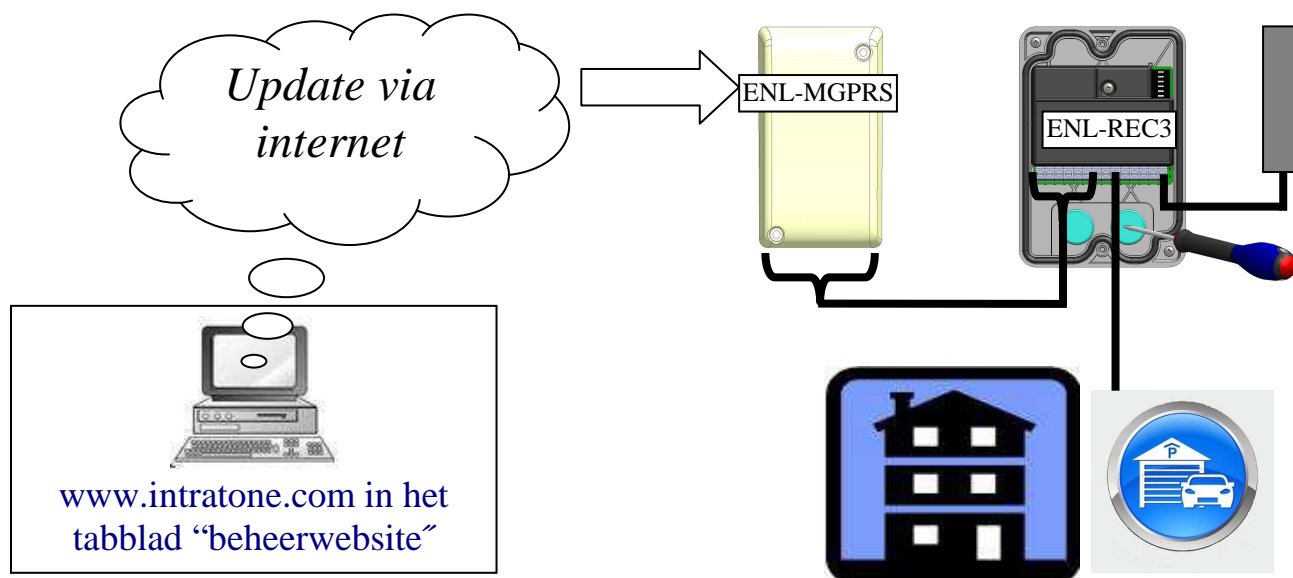 Update via
internet
ENL-MGPRS
ENL-REC3
www.intratone.com in het
tabblad “beheerwebsite˝
P